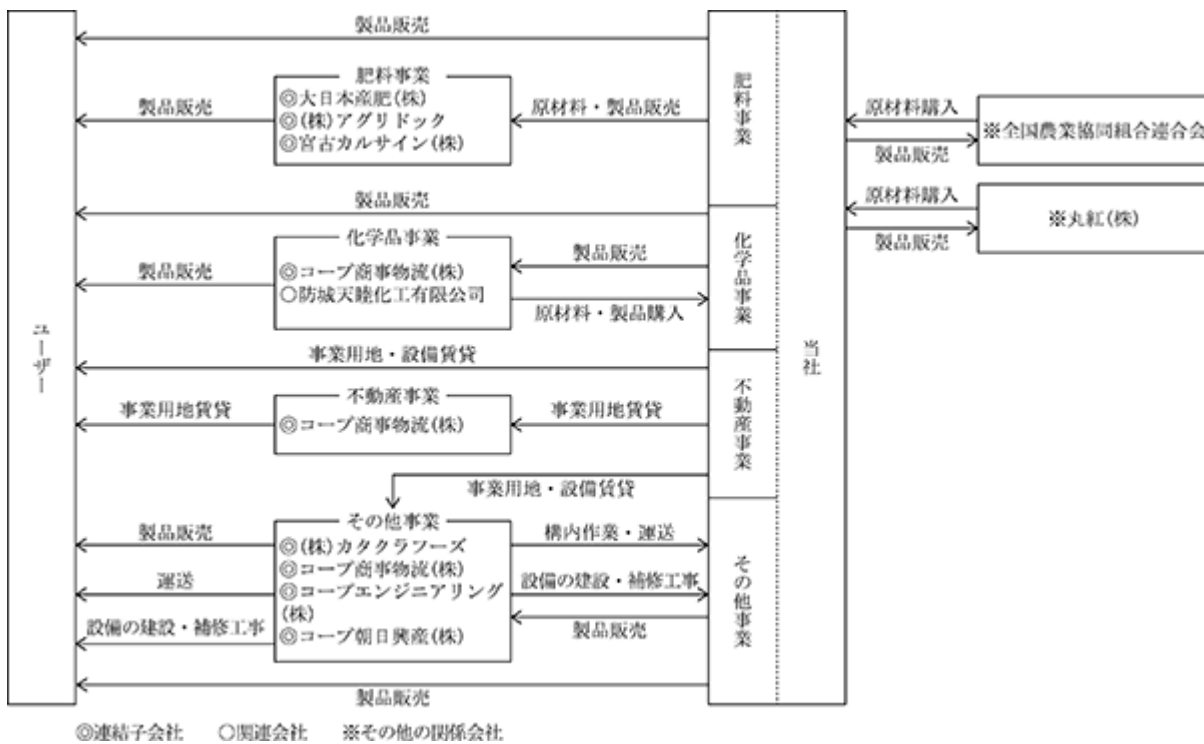 製品販売
肥料事業
◎大日本産肥(株)
◎(株)アグリドック
◎宮古カルサイン(株)
製品販売
原材料・製品販売
肥料事業
原材料購入
製品販売
※全国農業協同組合連合会
原材料購入
製品販売
※丸紅(株)
製品販売
化学品事業
◎コープ商事物流(株)
○防城天睦化工有限公司
製品販売
製品販売
原材料・製品購入
化学品事業
ユーザー
当社
事業用地・設備賃貸
不動産事業
◎コープ商事物流(株)
事業用地賃貸
事業用地賃貸
不動産事業
事業用地・設備賃貸
その他事業
◎(株)カタクラフーズ
◎コープ商事物流(株)
◎コープエンジニアリング
(株)
◎コープ朝日興産(株)
製品販売
運送
設備の建設・補修工事
構内作業・運送
設備の建設・補修工事
製品販売
その他事業
製品販売
◎連結子会社 ○関連会社 ※その他の関係会社